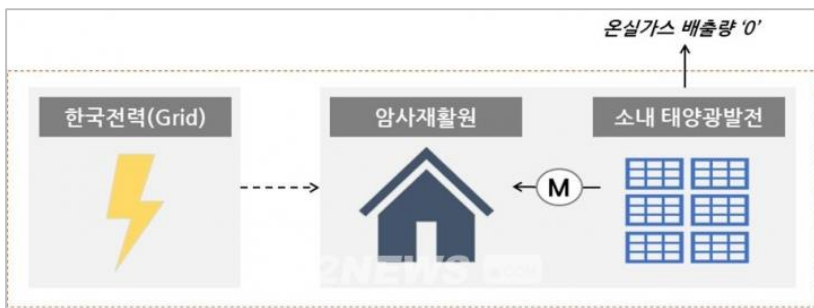 온실가스 배출량 ‘0’
한국전력(Grid)
암사재활원
소내 태양광발전
M
2NEWS